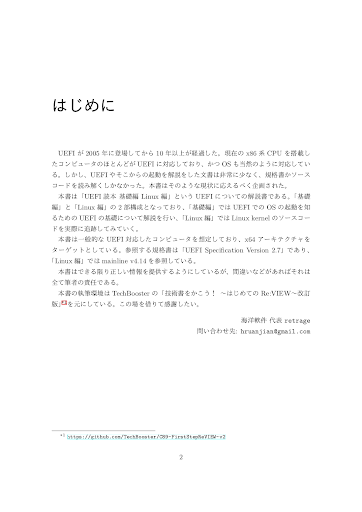 はじめに
UEFI が 2005 年に登場してから 10 年以上が経過した。現在の x86 系 CPU を搭載し
たコンピュータのほとんどが UEFI に対応しており、かつ OS も当然のように対応してい
る。しかし、UEFI やそこからの起動を解説した文書は非常に少なく、規格書かソース
コードを読み解くしかなかった。本書はそのような現状に応えるべく企画された。
本書は「UEFI 読本 基礎編 Linux 編」という UEFI についての解説書である。「基礎
編」と「Linux 編」の 2 部構成となっており、「基礎編」では UEFI での OS の起動を知
るための UEFI の基礎について解説を行い、「Linux 編」では Linux kernel のソースコー
ドを実際に追跡してみていく。
本書は一般的な UEFI 対応したコンピュータを想定しており、x64 アーキテクチャを
ターゲットとしている。参照する規格書は「UEFI Specification Version 2.7」であり、
「Linux 編」では mainline v4.14 を参照している。
本書はできる限り正しい情報を提供するようにしているが、間違いなどがあればそれは
全て筆者の責任である。
本書の執筆環境は TechBooster の「技術書をかこう！ ～はじめての Re:VIEW～ 改訂
版」*1を元にしている。この場を借りて感謝したい。
海洋軟件 代表 retrage
問い合わせ先: hruanjian@gmail.com
*1 https://github.com/TechBooster/C89-FirstStepReVIEW-v2
2